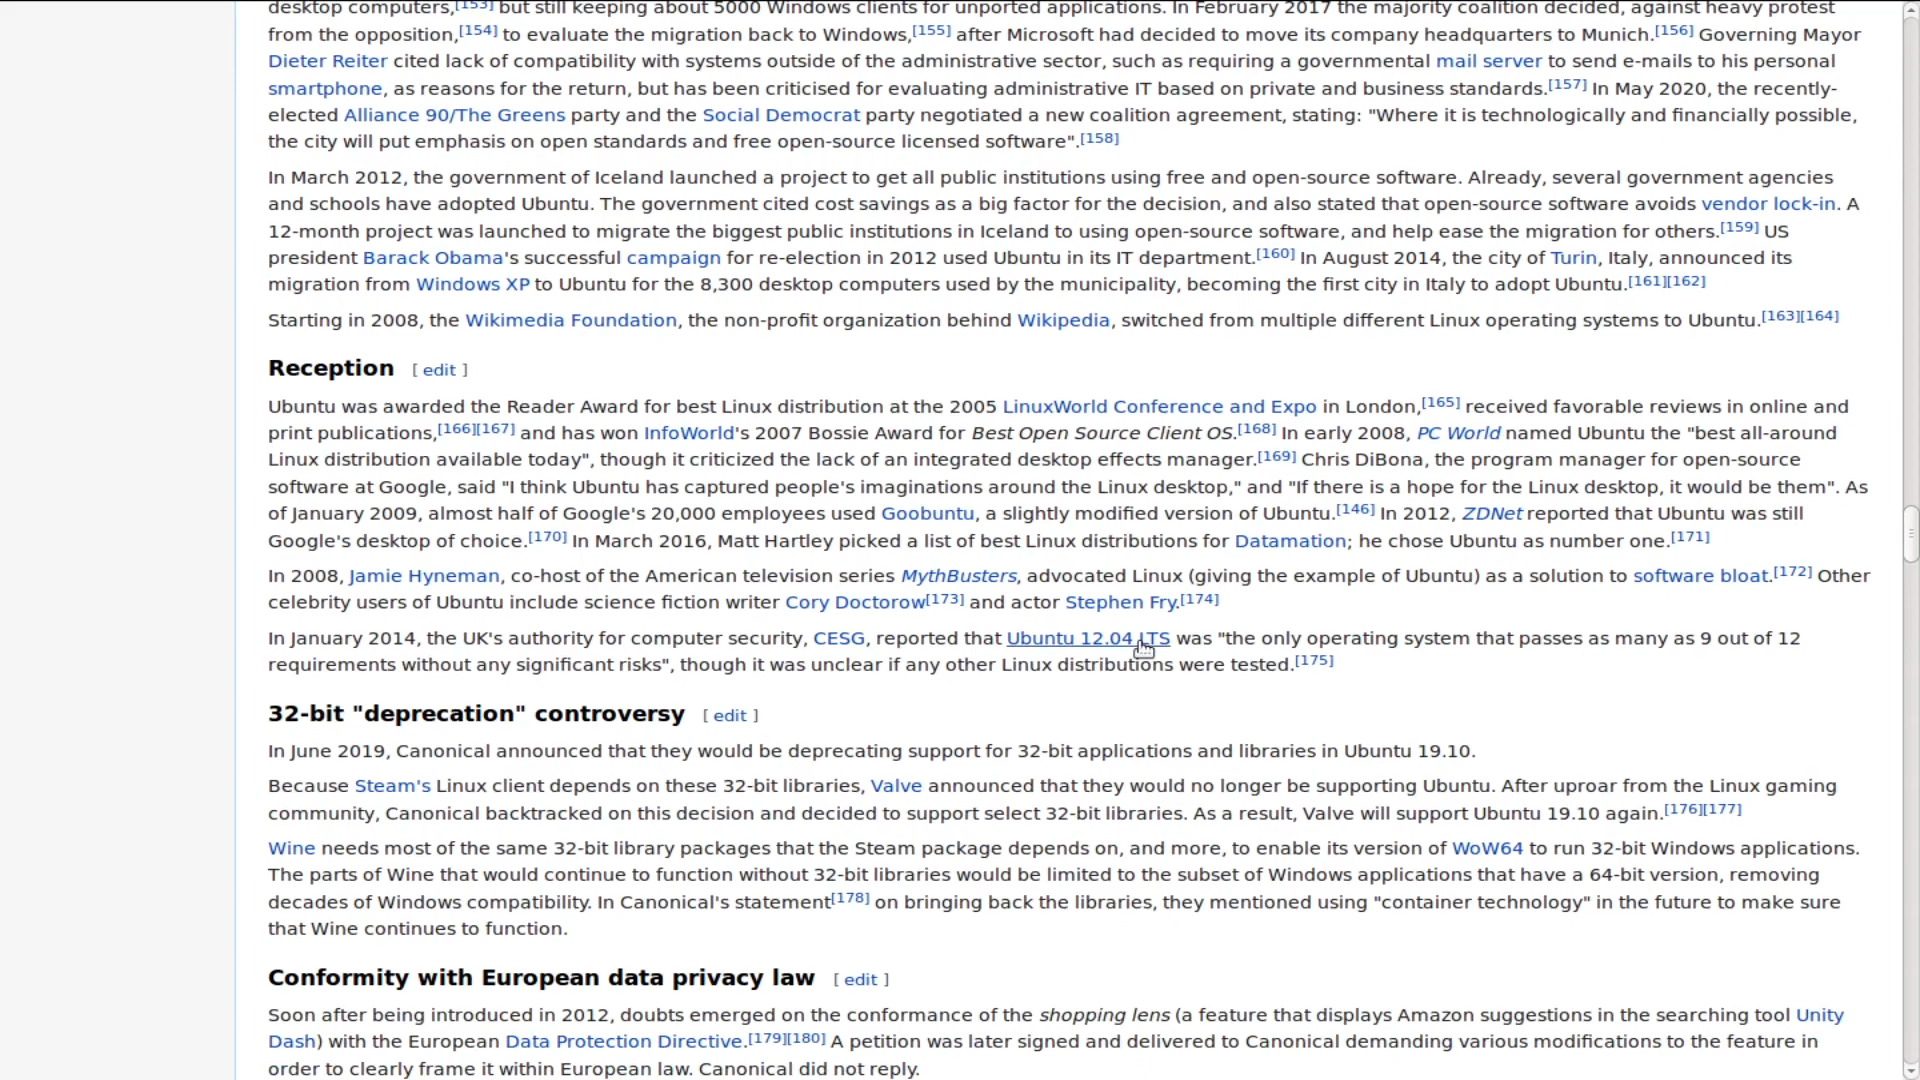 desktop computers,[153] but still keeping about 5000 Windows clients for unported applications. In February 2017 the majority coalition decided, against heavy protest
from the opposition,[154] to evaluate the migration back to Windows,[155] after Microsoft had decided to move its company headquarters to Munich.[156] Governing Mayor
Dieter Reiter cited lack of compatibility with systems outside of the administrative sector, such as requiring a governmental mail server to send e-mails to his personal
smartphone, as reasons for the return, but has been criticised for evaluating administrative IT based on private and business standards.[157] In May 2020, the recently-
elected Alliance 90/The Greens party and the Social Democrat party negotiated a new coalition agreement, stating: "Where it is technologically and financially possible,
the city will put emphasis on open standards and free open-source licensed software".[158]
In March 2012, the government of Iceland launched a project to get all public institutions using free and open-source software. Already, several government agencies
and schools have adopted Ubuntu. The government cited cost savings as a big factor for the decision, and also stated that open-source software avoids vendor lock-in. A
12-month project was launched to migrate the biggest public institutions in Iceland to using open-source software, and help ease the migration for others.[159] US
president Barack Obama's successful campaign for re-election in 2012 used Ubuntu in its IT department.[160] In August 2014, the city of Turin, Italy, announced its
migration from Windows XP to Ubuntu for the 8,300 desktop computers used by the municipality, becoming the first city in Italy to adopt Ubuntu.[161][162]
Starting in 2008, the Wikimedia Foundation, the non-profit organization behind Wikipedia, switched from multiple different Linux operating systems to Ubuntu.[163][164]
Reception [ edit ]
Ubuntu was awarded the Reader Award for best Linux distribution at the 2005 LinuxWorld Conference and Expo in London,[165] received favorable reviews in online and
print publications,[166][167] and has won InfoWorld's 2007 Bossie Award for Best Open Source Client OS.[168] In early 2008, PC World named Ubuntu the "best all-around
Linux distribution available today", though it criticized the lack of an integrated desktop effects manager.[169] Chris DiBona, the program manager for open-source
software at Google, said "I think Ubuntu has captured people's imaginations around the Linux desktop," and "If there is a hope for the Linux desktop, it would be them". As
of January 2009, almost half of Google's 20,000 employees used Goobuntu, a slightly modified version of Ubuntu.[146] In 2012, ZDNet reported that Ubuntu was still
Google's desktop of choice.[170] In March 2016, Matt Hartley picked a list of best Linux distributions for Datamation; he chose Ubuntu as number one.[171]
In 2008, Jamie Hyneman, co-host of the American television series MythBusters, advocated Linux (giving the example of Ubuntu) as a solution to software bloat.[172] Other
celebrity users of Ubuntu include science fiction writer Cory Doctorow[173] and actor Stephen Fry.[174]
In January 2014, the UK's authority for computer security, CESG, reported that Ubuntu 12.04 LTS was "the only operating system that passes as many as 9 out of 12
requirements without any significant risks", though it was unclear if any other Linux distributions were tested.[175]
32-bit "deprecation" controversy [ edit ]
In June 2019, Canonical announced that they would be deprecating support for 32-bit applications and libraries in Ubuntu 19.10.
Because Steam's Linux client depends on these 32-bit libraries, Valve announced that they would no longer be supporting Ubuntu. After uproar from the Linux gaming
community, Canonical backtracked on this decision and decided to support select 32-bit libraries. As a result, Valve will support Ubuntu 19.10 again.[176][177]
Wine needs most of the same 32-bit library packages that the Steam package depends on, and more, to enable its version of WoW64 to run 32-bit Windows applications.
The parts of Wine that would continue to function without 32-bit libraries would be limited to the subset of Windows applications that have a 64-bit version, removing
decades of Windows compatibility. In Canonical's statement[178] on bringing back the libraries, they mentioned using "container technology" in the future to make sure
that Wine continues to function.
Conformity with European data privacy law [ edit ]
Soon after being introduced in 2012, doubts emerged on the conformance of the shopping lens (a feature that displays Amazon suggestions in the searching tool Unity
Dash) with the European Data Protection Directive.[179][180] A petition was later signed and delivered to Canonical demanding various modifications to the feature in
order to clearly frame it within European law. Canonical did not reply.